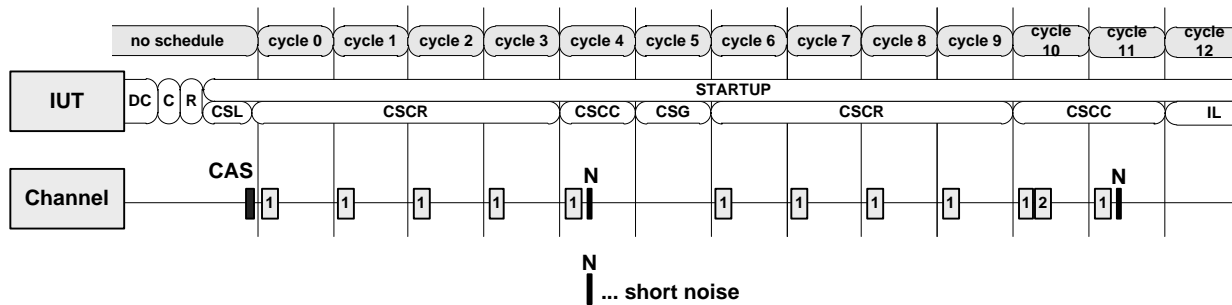 no schedule cycle 0 cycle 1 cycle 2 cycle 3 cycle 4 cycle 5 cycle 6 cycle 7 cycle 8 cycle 9 cycle 10 cycle 11 cycle 12
IUT DC C R STARTUP
CSL CSCR CSCC CSG CSCR CSCC IL
CAS N N
Channel 1 1 1 1 1 1 1 1 1 1 2 1
N
... short noise